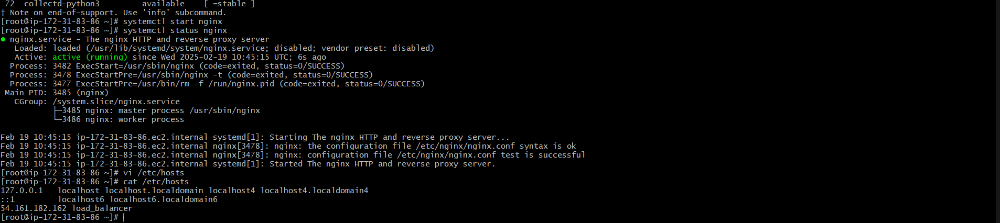 72 collectd-python3 available [ =stable ]
† Note on end-of-support. Use 'info' subcommand.
[root@ip-172-31-83-86 ~]# systemctl start nginx
[root@ip-172-31-83-86 ~]# systemctl status nginx
● nginx.service - The nginx HTTP and reverse proxy server
   Loaded: loaded (/usr/lib/systemd/system/nginx.service; disabled; vendor preset: disabled)
   Active: active (running) since Wed 2025-02-19 10:45:15 UTC; 6s ago
  Process: 3482 ExecStart=/usr/sbin/nginx (code=exited, status=0/SUCCESS)
  Process: 3478 ExecStartPre=/usr/sbin/nginx -t (code=exited, status=0/SUCCESS)
  Process: 3477 ExecStartPre=/usr/bin/rm -f /run/nginx.pid (code=exited, status=0/SUCCESS)
 Main PID: 3485 (nginx)
   CGroup: /system.slice/nginx.service
           ├─3485 nginx: master process /usr/sbin/nginx
           └─3486 nginx: worker process
Feb 19 10:45:15 ip-172-31-83-86.ec2.internal systemd[1]: Starting The nginx HTTP and reverse proxy server...
Feb 19 10:45:15 ip-172-31-83-86.ec2.internal nginx[3478]: nginx: the configuration file /etc/nginx/nginx.conf syntax is ok
Feb 19 10:45:15 ip-172-31-83-86.ec2.internal nginx[3478]: nginx: configuration file /etc/nginx/nginx.conf test is successful
Feb 19 10:45:15 ip-172-31-83-86.ec2.internal systemd[1]: Started The nginx HTTP and reverse proxy server.
[root@ip-172-31-83-86 ~]# vi /etc/hosts
[root@ip-172-31-83-86 ~]# cat /etc/hosts
127.0.0.1   localhost localhost.localdomain localhost4 localhost4.localdomain4
::1         localhost6 localhost6.localdomain6
54.161.182.162 load_balancer
[root@ip-172-31-83-86 ~]#